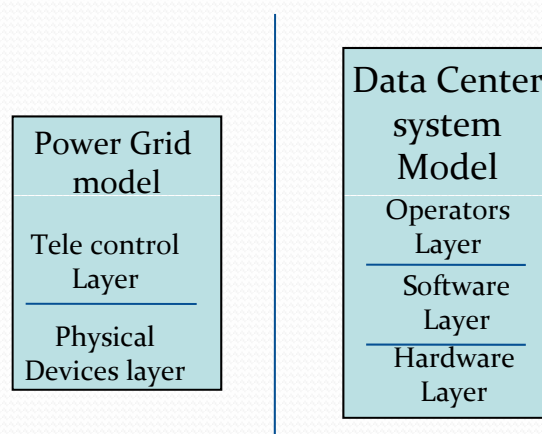 Power Grid
model
Tele control
Layer
Physical
Devices layer
Data Center
system
Model
Operators
Layer
Software
Layer
Hardware
Layer